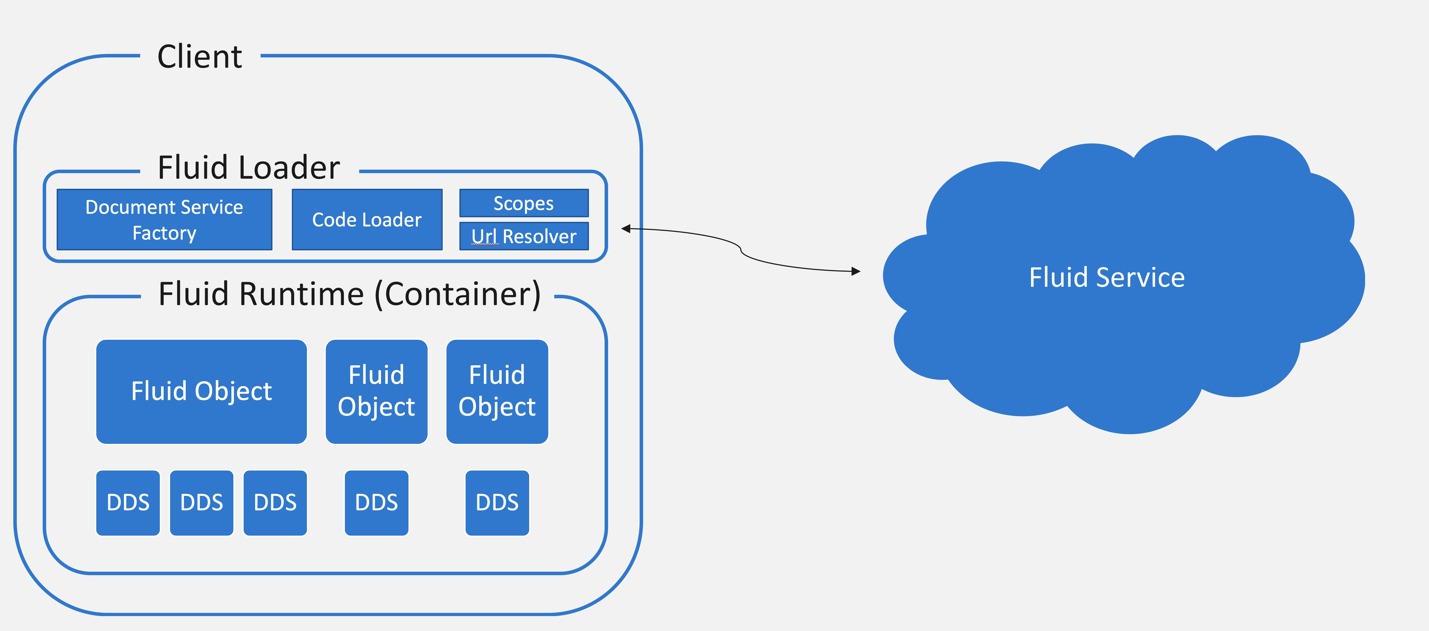 Client
Fluid Loader
Document Service
Factory
Code Loader
Scopes
Url Resolver
Fluid Runtime (Container)
Fluid Object
Fluid
Object
Fluid
Object
DDS
DDS
DDS
DDS
DDS
Fluid Service